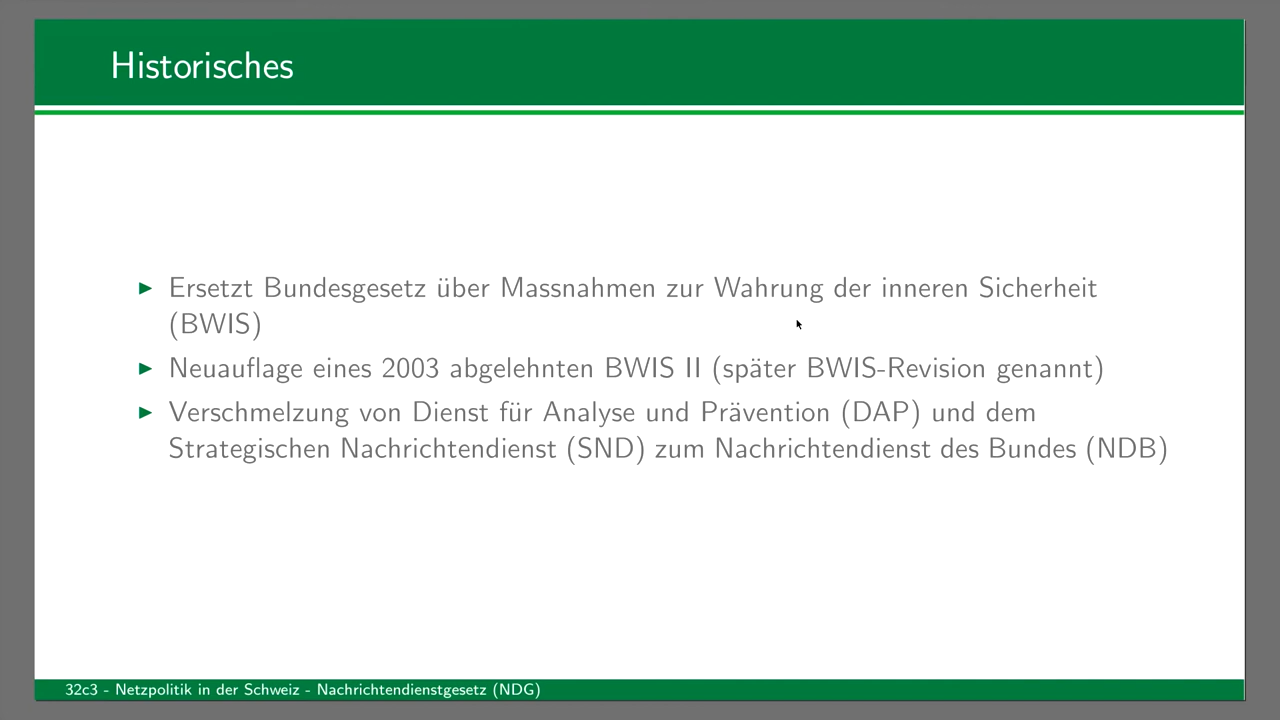 Historisches
Ersetzt Bundesgesetz über Massnahmen zur Wahrung der inneren Sicherheit
(BWIS)
Neuauflage eines 2003 abgelehnten BWIS II (später BWIS-Revision genannt)
Verschmelzung von Dienst für Analyse und Prävention (DAP) und dem
Strategischen Nachrichtendienst (SND) zum Nachrichtendienst des Bundes (NDB)
32c3 - Netzpolitik in der Schweiz - Nachrichtendienstgesetz (NDG)